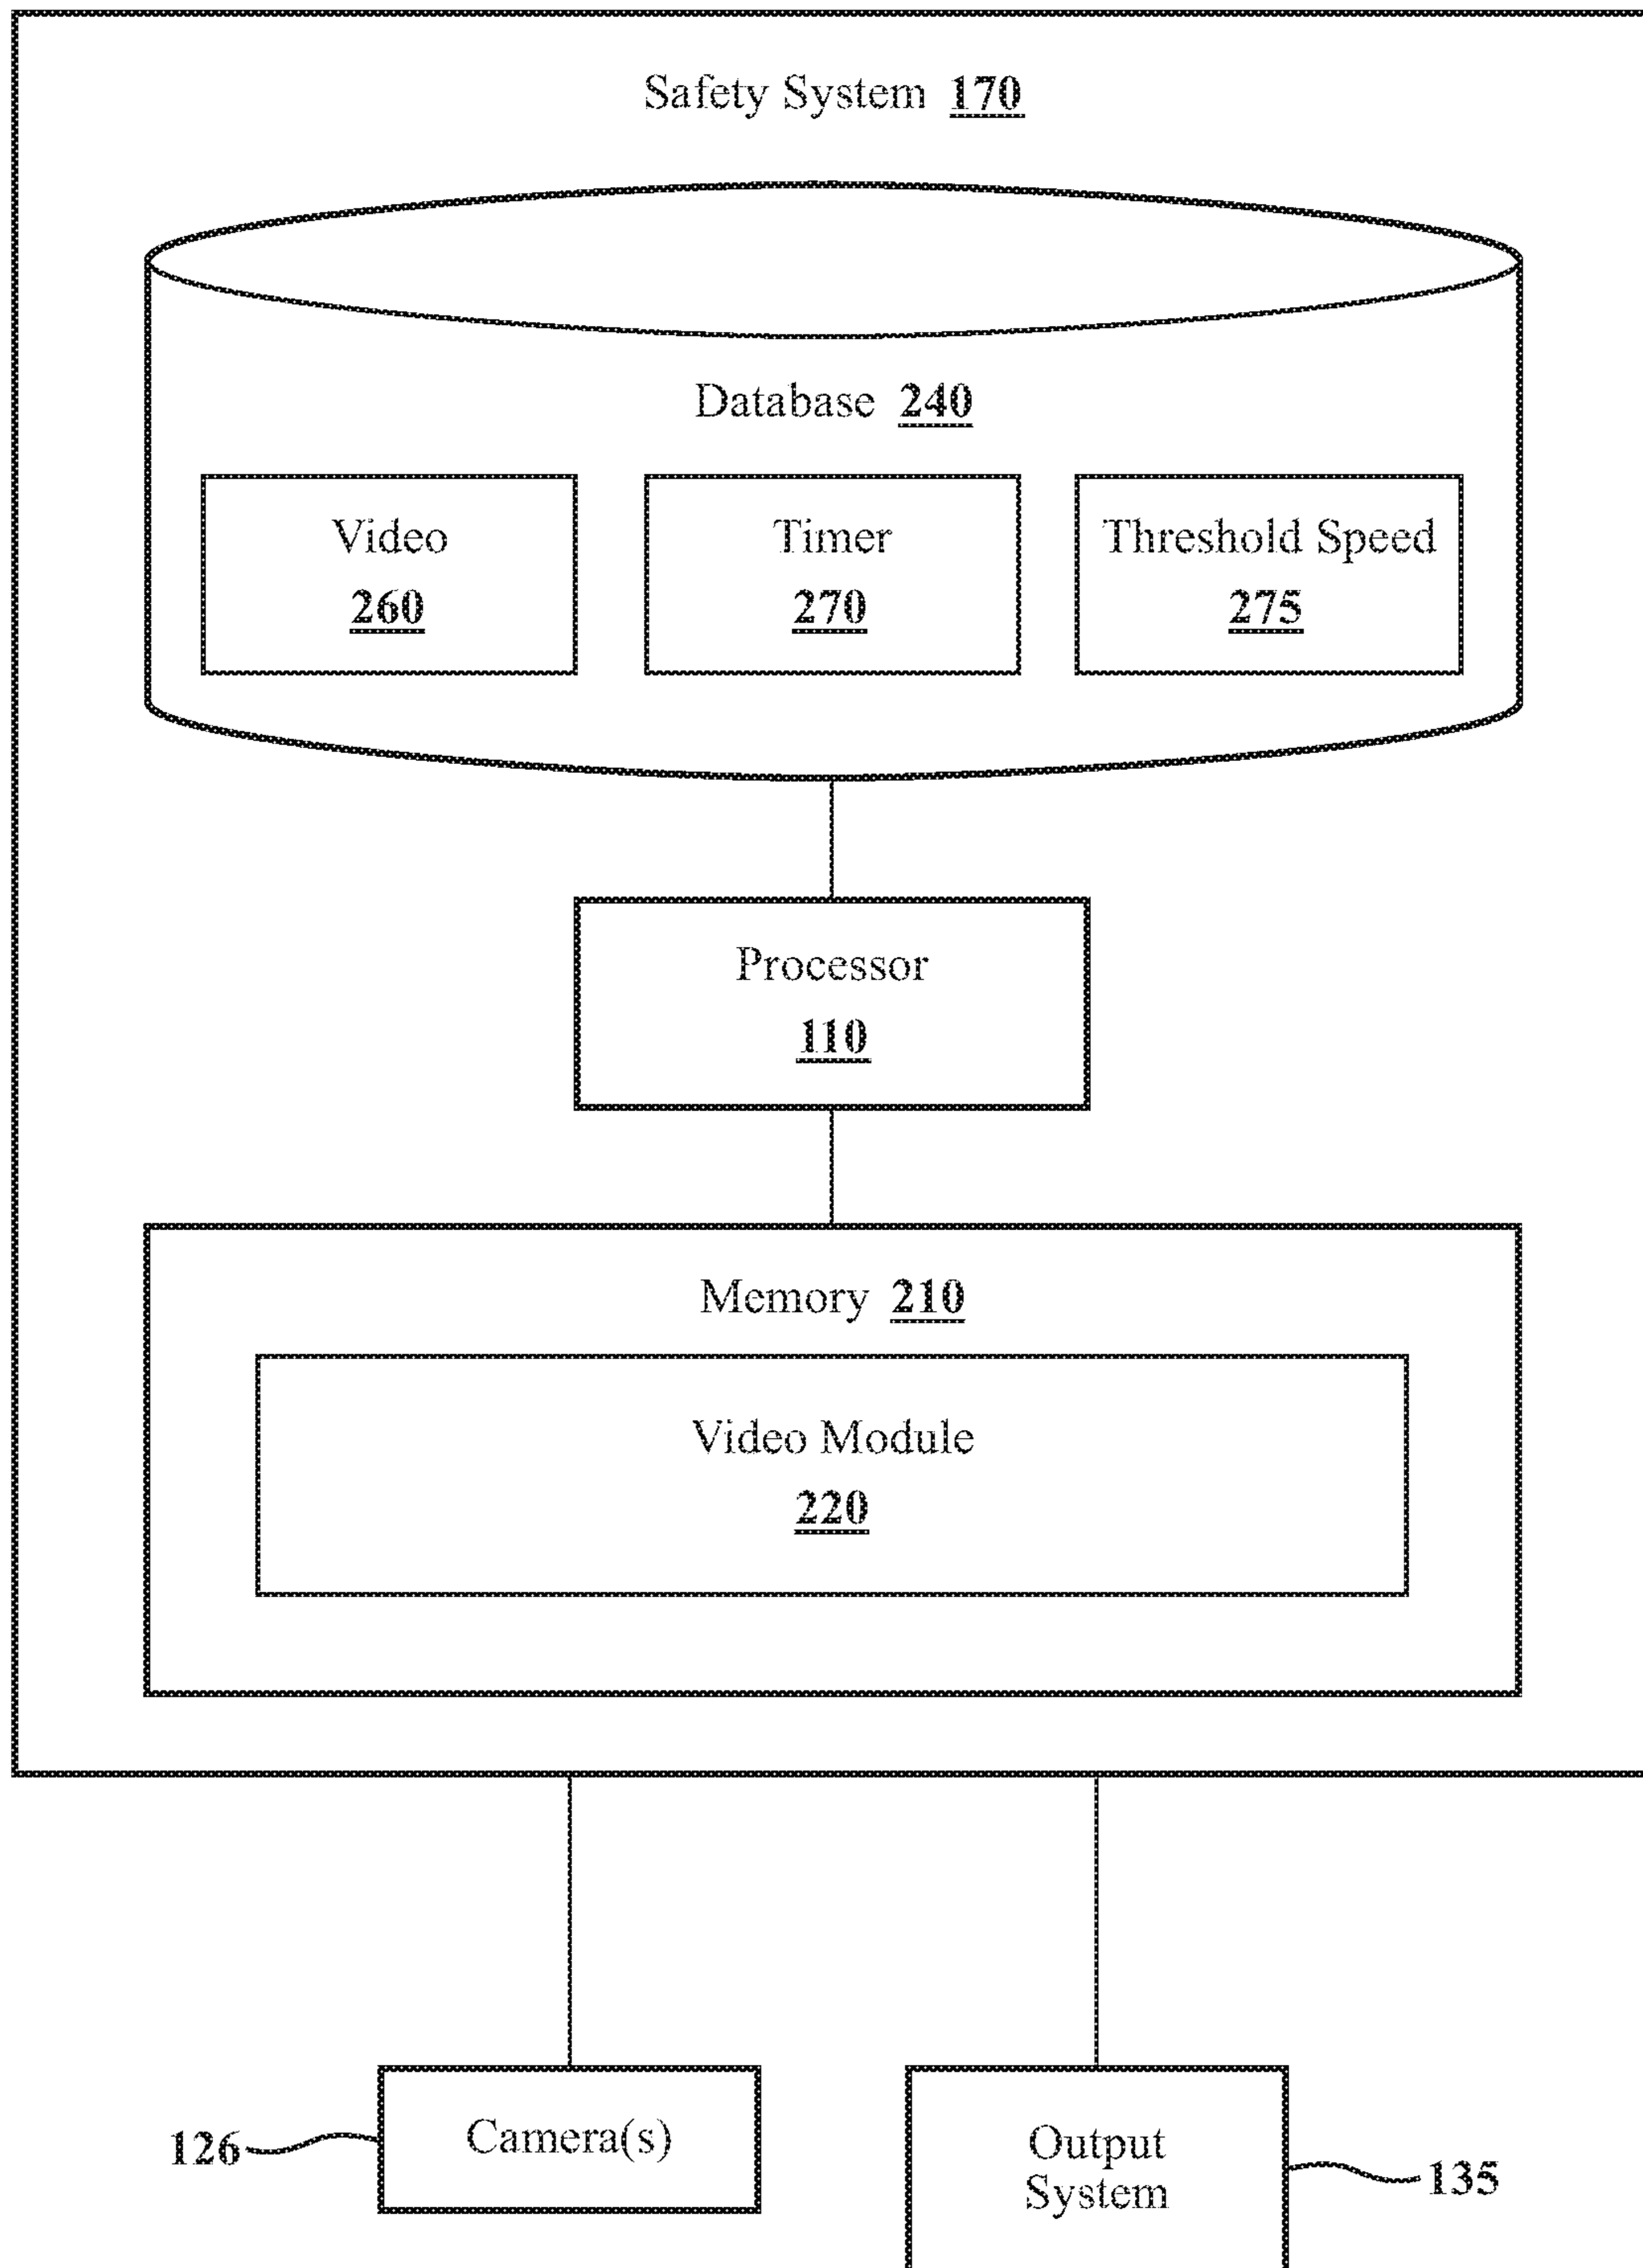 Safety System 170
Database 240
Video
260
Timer
270
Threshold Speed
275
Processor
110
Memory 210
Video Module
220
126
Camera(s)
Output
System
135